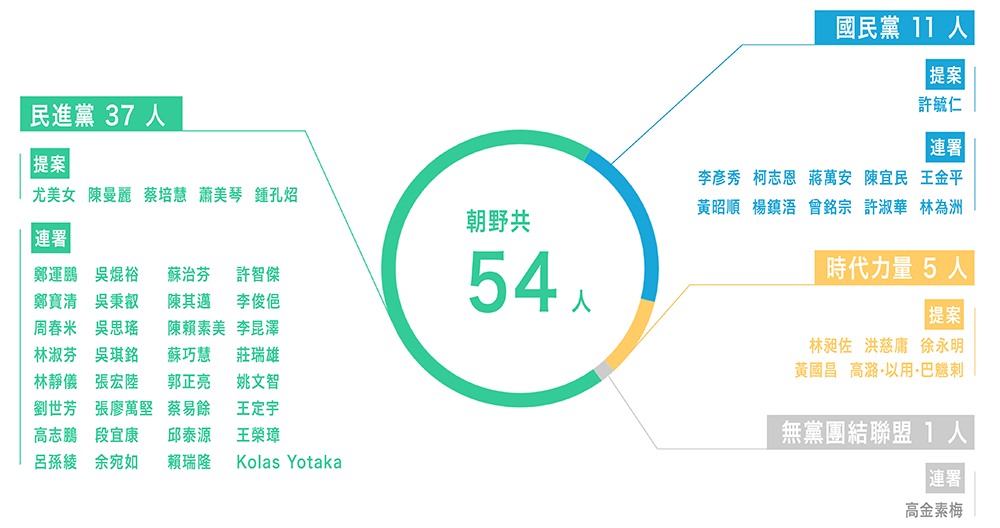 民進黨 37 人
提案
尤美女 陳曼麗 蔡培慧 蕭美琴 鍾孔炤
連署
鄭運鵬 吳焜裕 蘇治芬 許智傑
鄭寶清 吳秉叡 陳其邁 李俊俋
周春米 吳思瑤 陳賴素美 李昆澤
林淑芬 吳琪銘 蘇巧慧 莊瑞雄
林靜儀 張宏陸 郭正亮 姚文智
劉世芳 張廖萬堅 蔡易餘 王定宇
高志鵬 段宜康 邱泰源 王榮璋
呂孫綾 余宛如 賴瑞隆 Kolas Yotaka
朝野共
54 人
國民黨 11 人
提案
許毓仁
連署
李彥秀 柯志恩 蔣萬安 陳宜民 王金平
黃昭順 楊鎮浯 曾銘宗 許淑華 林為洲
時代力量 5 人
提案
林昶佐 洪慈庸 徐永明
黃國昌 高潞·以用·巴魕剌
無黨團結聯盟 1 人
連署
高金素梅